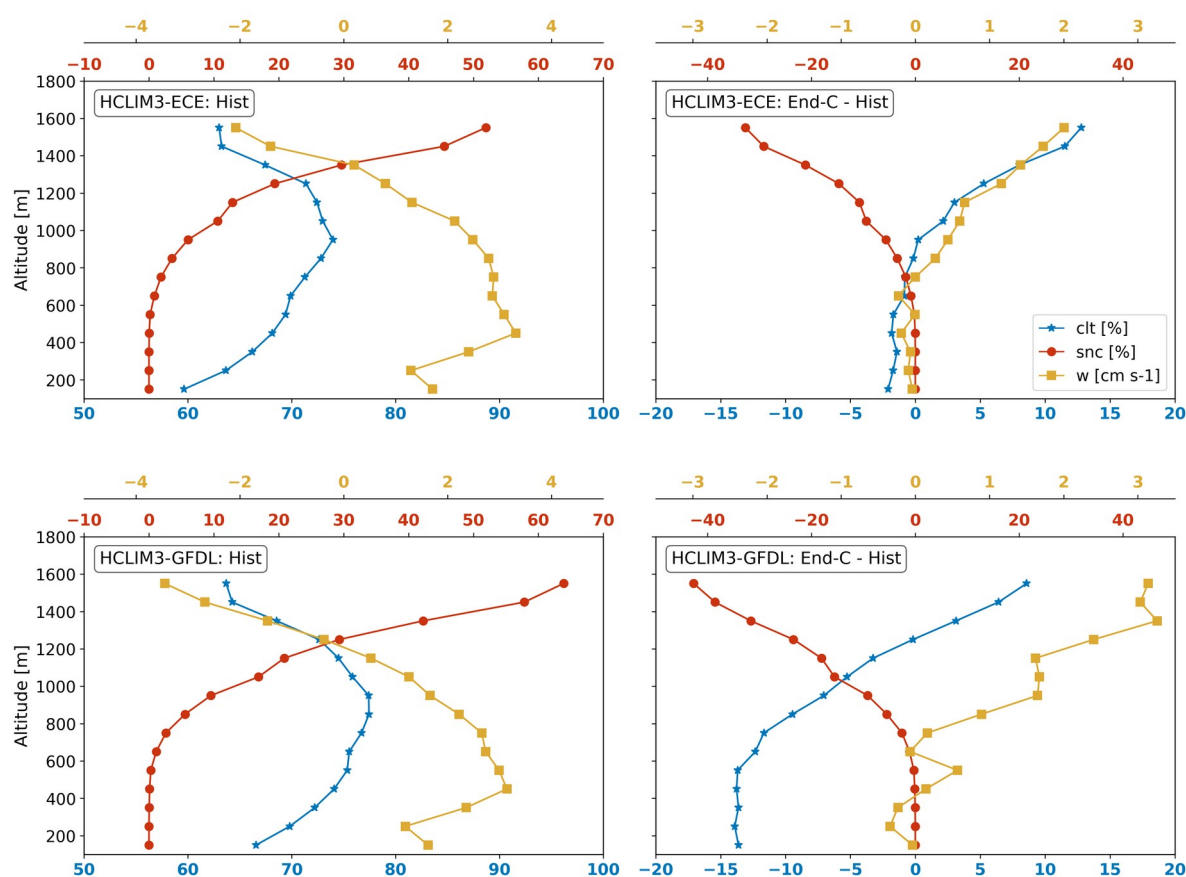 −4 −2 0 2 4
−10 0 10 20 30 40 50 60 70
1800
1600
1400
1200
1000
800
600
400
200
Altitude [m]
HCLIM3-ECE: Hist
50 60 70 80 90 100
−3 −2 −1 0 1 2 3
−40 −20 0 20 40
HCLIM3-ECE: End-C - Hist
clt [%]
snc [%]
w [cm s-1]
−20 −15 −10 −5 0 5 10 15 20
−4 −2 0 2 4
−10 0 10 20 30 40 50 60 70
1800
1600
1400
1200
1000
800
600
400
200
Altitude [m]
HCLIM3-GFDL: Hist
50 60 70 80 90 100
−3 −2 −1 0 1 2 3
−40 −20 0 20 40
HCLIM3-GFDL: End-C - Hist
−20 −15 −10 −5 0 5 10 15 20